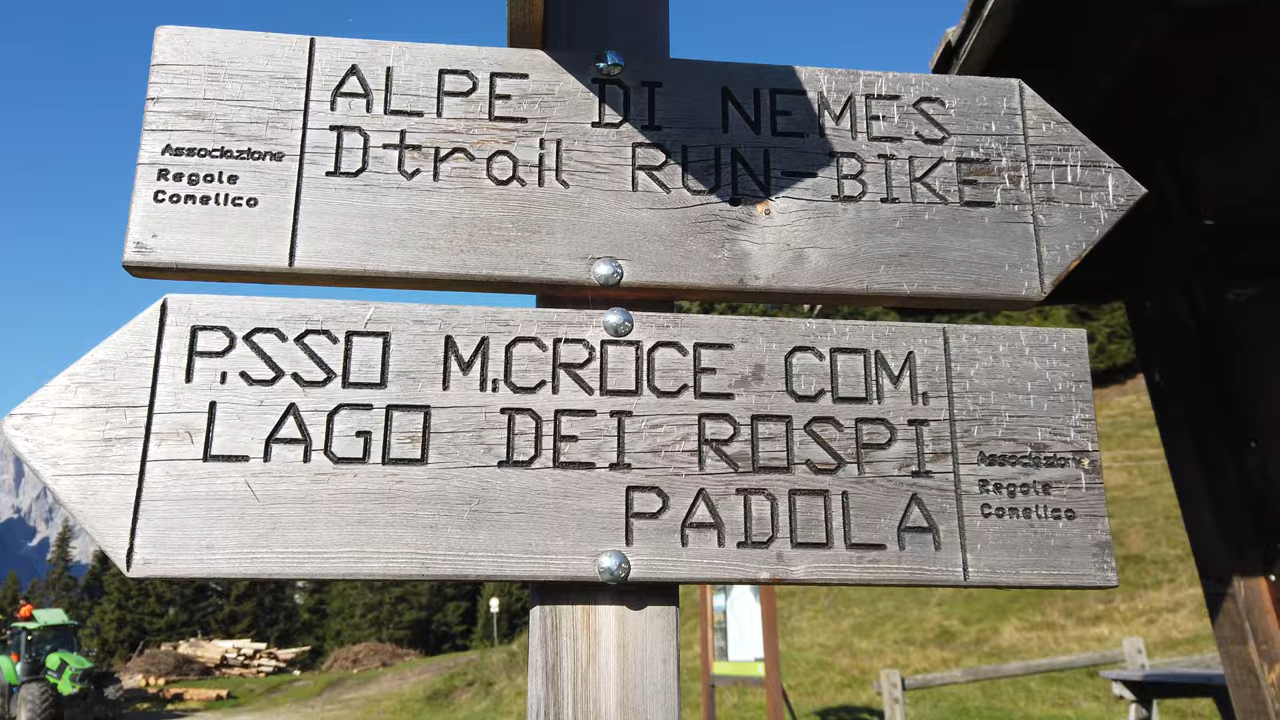 ALPE DI NEMES
Dtrail RUN-BIKE
Associazione
Regole
Comelico
P.SSO M.CROCE COM.
LAGO DEI ROSPI
PADOLA
Associazione
Regole
Comelico